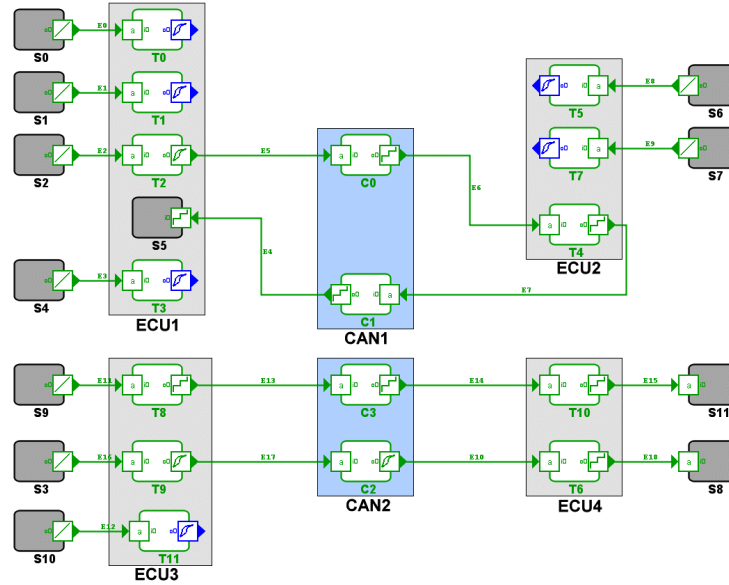 S0 E0 a T0
S1 E1 a T1
S2 E2 a T2 E5 a C0 E6
T5 a E8 S6
T7 a E9 S7
S5 E4
a T4 E7
S4 E3 a T3
C1 a
ECU1 CAN1 ECU2
S9 E11 a T8 E13 a C3 E14 a T10 E15 a S11
S3 E16 a T9 E17 a C2 E10 a T6 E18 a S8
S10 E12 a T11
CAN2 ECU4
ECU3